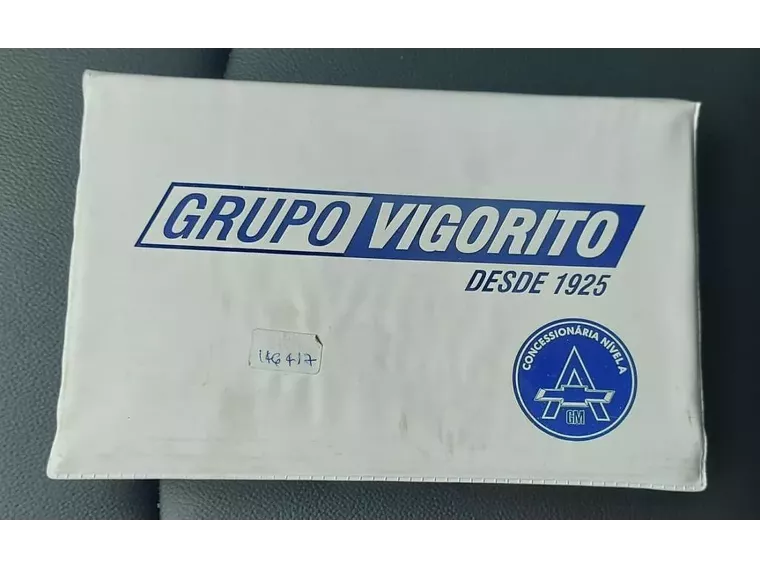 GRUPO VIGORITO
DESDE 1925
146417
CONCESSIONÁRIA NÍVEL A
GM